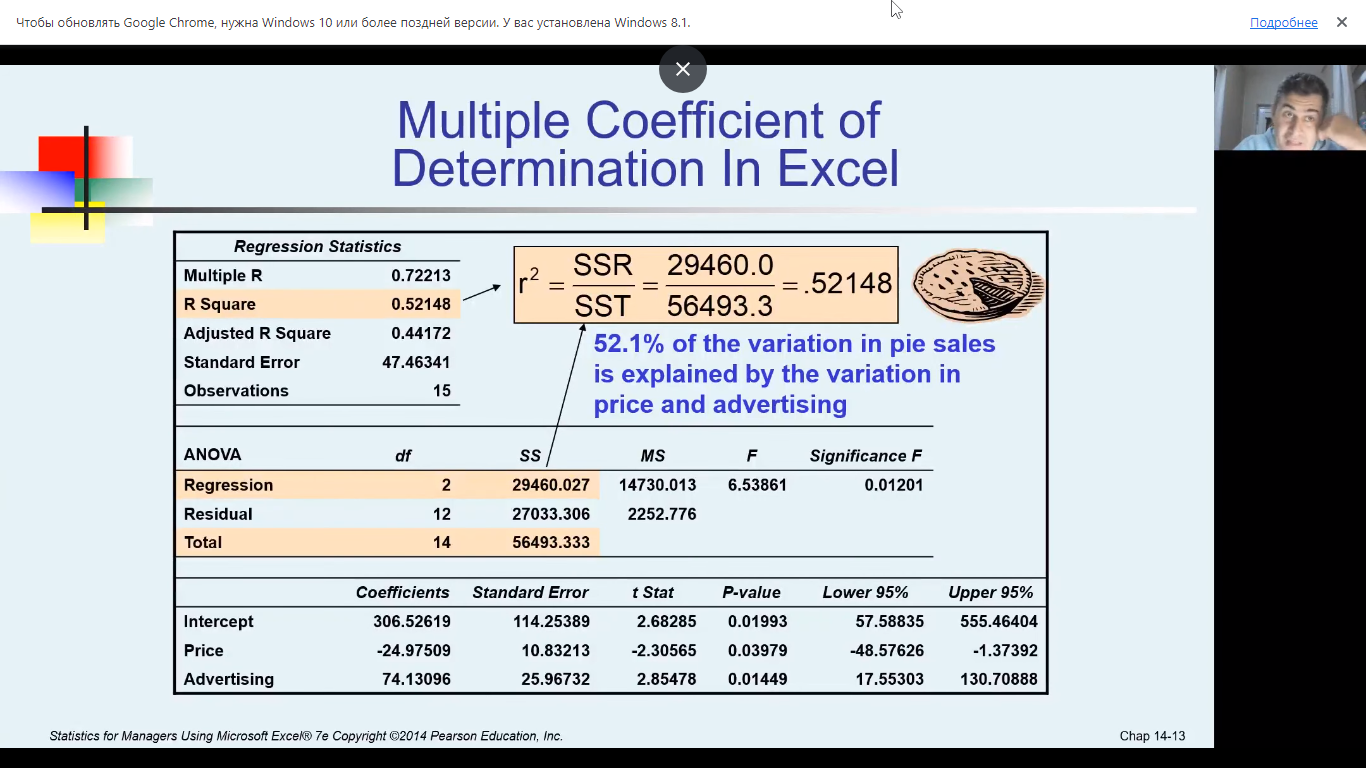 Чтобы обновлять Google Chrome, нужна Windows 10 или более поздней версии. У вас установлена Windows 8.1.
Подробнее
Multiple Coefficient of
Determination In Excel
Regression Statistics
Multiple R 0.72213
R Square 0.52148
Adjusted R Square 0.44172
Standard Error 47.46341
Observations 15
r² = SSR/SST = 29460.0/56493.3 = .52148
52.1% of the variation in pie sales
is explained by the variation in
price and advertising
ANOVA df SS MS F Significance F
Regression 2 29460.027 14730.013 6.53861 0.01201
Residual 12 27033.306 2252.776
Total 14 56493.333
Coefficients Standard Error t Stat P-value Lower 95% Upper 95%
Intercept 306.52619 114.25389 2.68285 0.01993 57.58835 555.46404
Price -24.97509 10.83213 -2.30565 0.03979 -48.57626 -1.37392
Advertising 74.13096 25.96732 2.85478 0.01449 17.55303 130.70888
Statistics for Managers Using Microsoft Excel® 7e Copyright ©2014 Pearson Education, Inc.
Chap 14-13